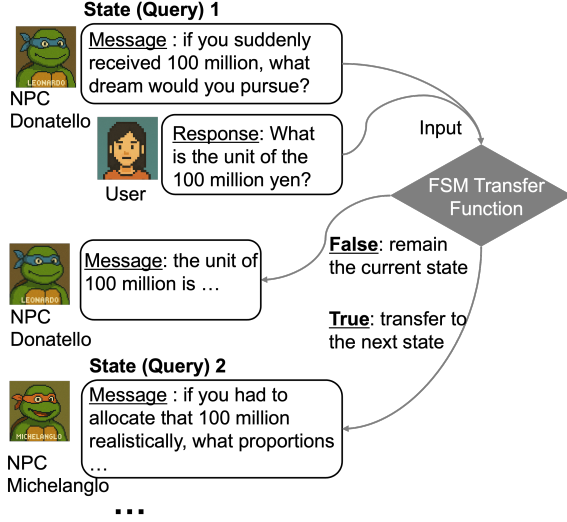 State (Query) 1
Message : if you suddenly
received 100 million, what
dream would you pursue?
LEONARDO
NPC
Donatello
Input
Response: What
is the unit of the
100 million yen?
User
FSM Transfer
Function
False: remain
the current state
Message: the unit of
100 million is …
LEONARDO
NPC
Donatello
True: transfer to
the next state
State (Query) 2
Message : if you had to
allocate that 100 million
realistically, what proportions
…
MICHELANGLO
NPC
Michelanglo
...